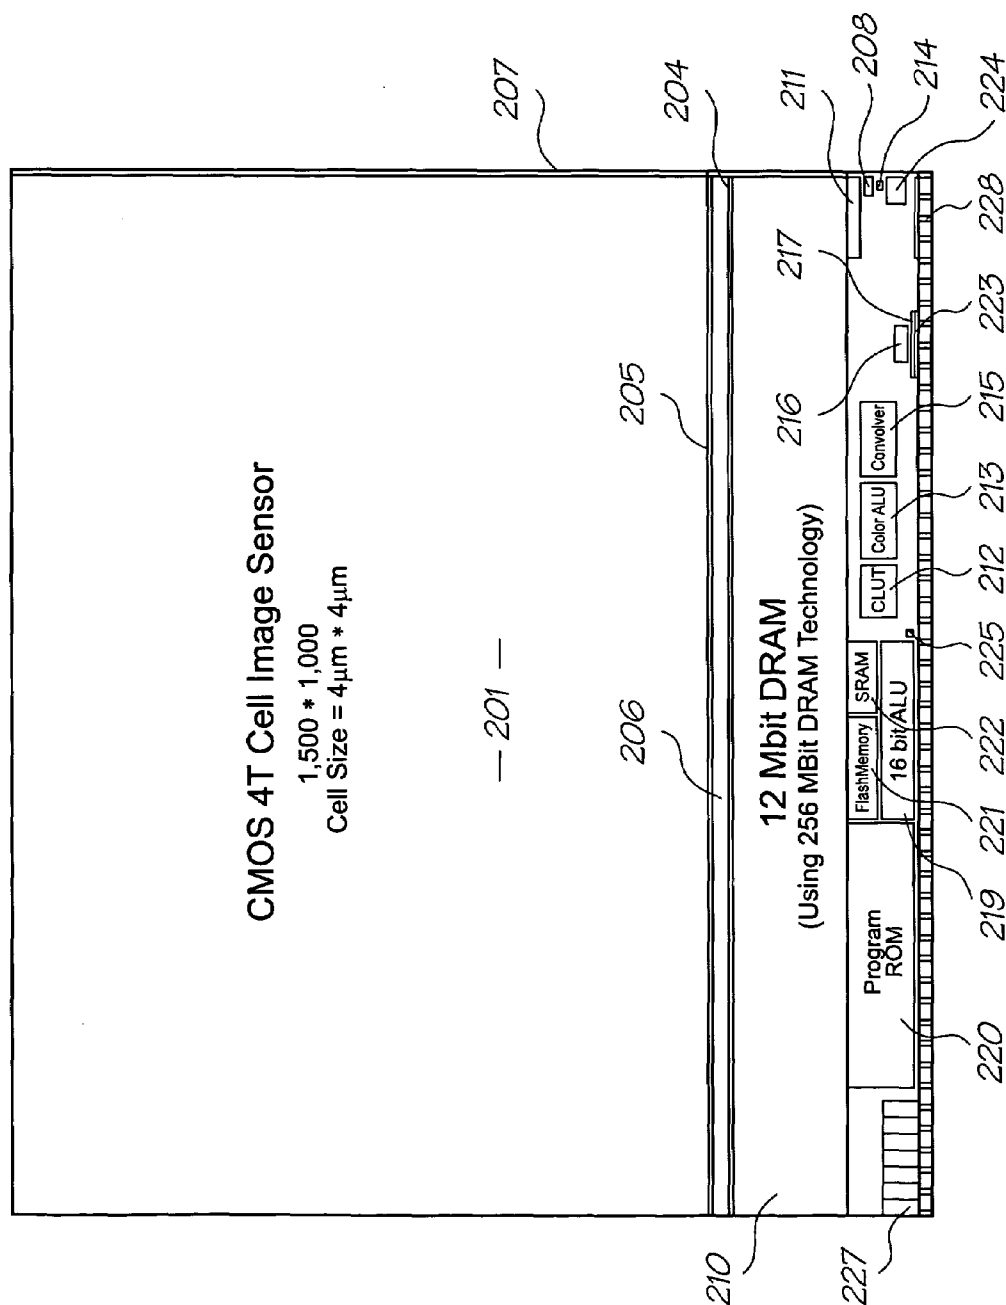 CMOS 4T Cell Image Sensor
1,500 * 1,000
Cell Size = 4µm * 4µm
— 201 —
207
205
206
204
12 Mbit DRAM
(Using 256 MBit DRAM Technology)
210
211
208
214
224
228
217
216
223
Convolver
215
Color ALU
213
CLUT
212
225
SRAM
222
FlashMemory
221
16 bit ALU
219
Program
ROM
220
227